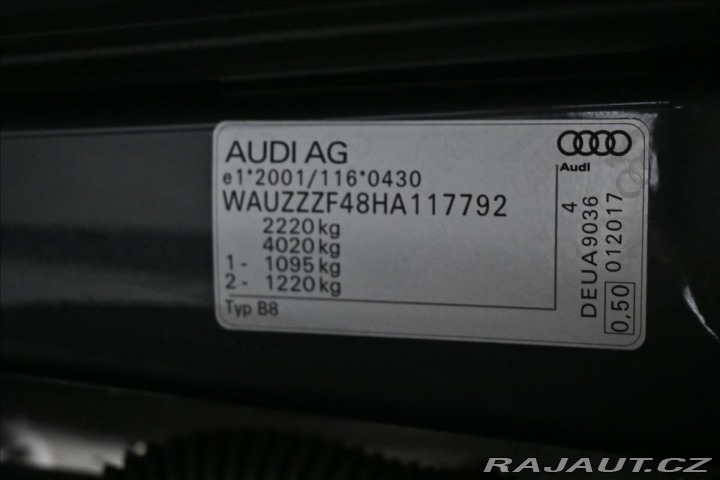 AUDI AG
e1*2001/116*0430
WAUZZZF48HA117792
2220 kg
4020 kg
1 - 1095 kg
2 - 1220 kg
Typ B8
Audi
DEUA9036 4
0,50 012017
RAJAUT.CZ